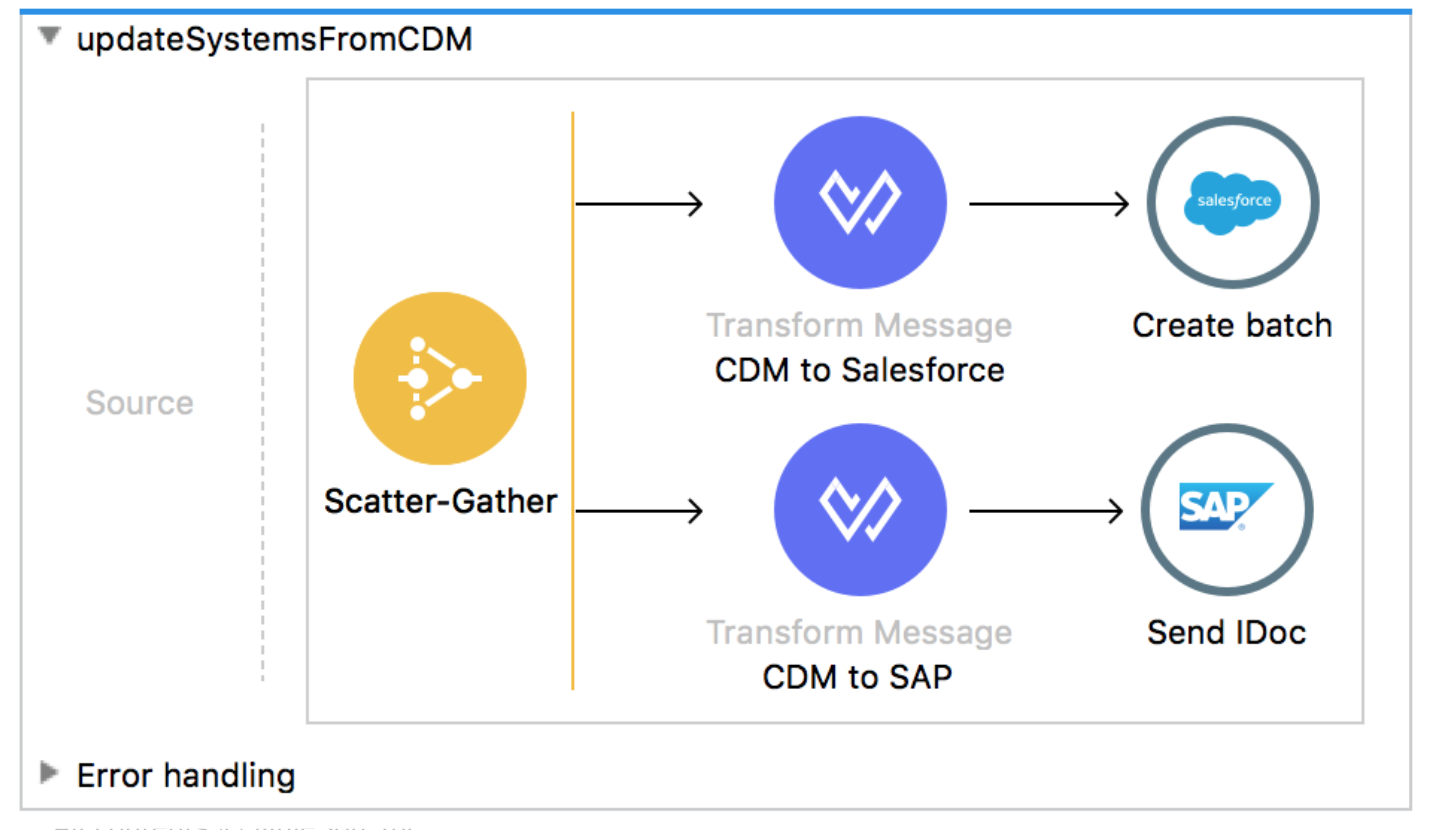 updateSystemsFromCDM
Source
Scatter-Gather
Transform Message
CDM to Salesforce
salesforce
Create batch
Transform Message
CDM to SAP
SAP
®
Send IDoc
Error handling